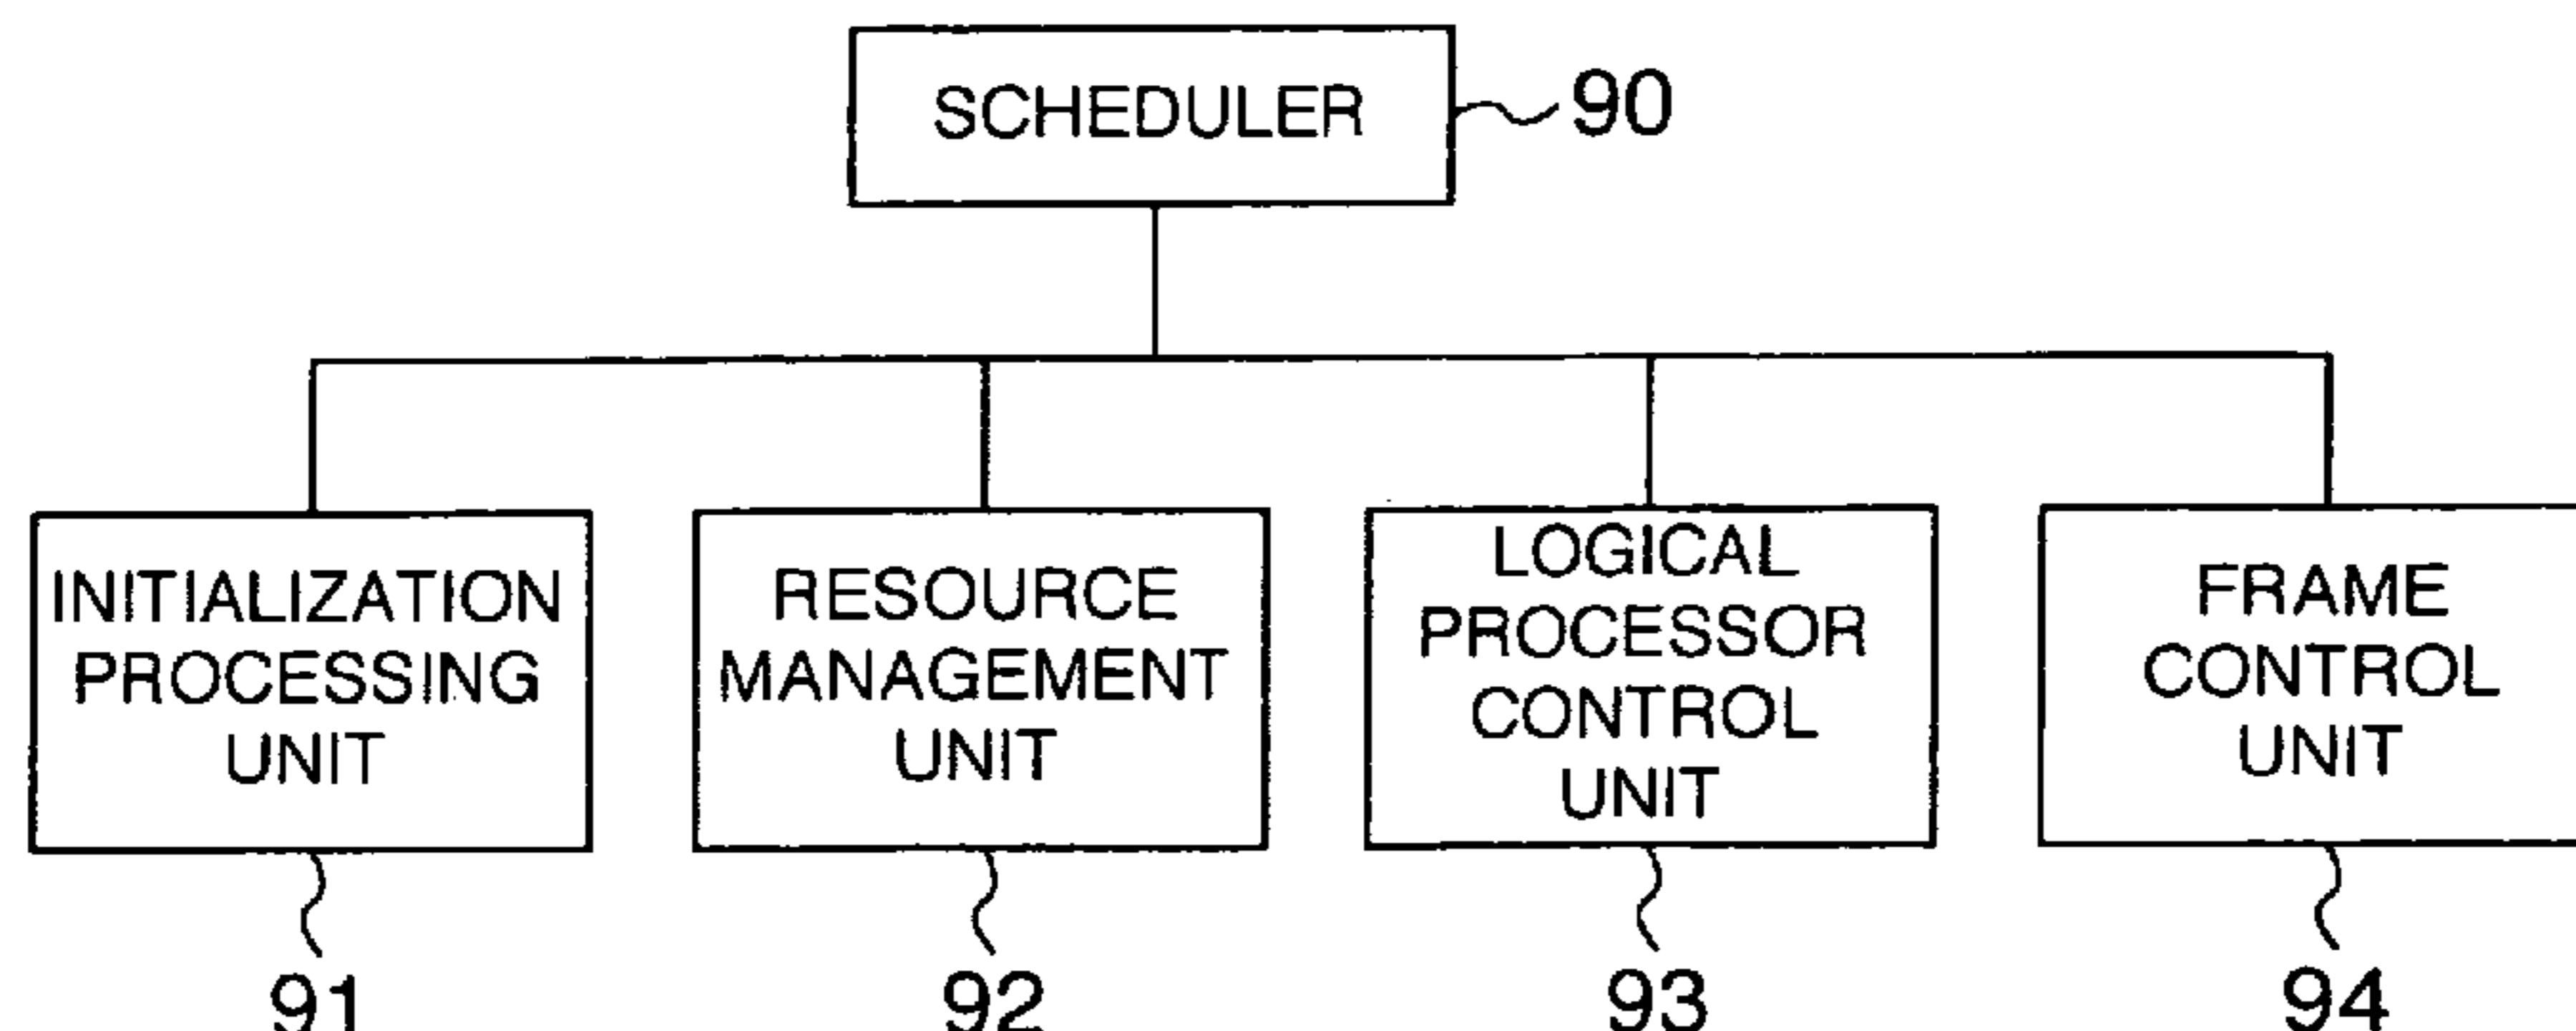 SCHEDULER
90
INITIALIZATION
PROCESSING
UNIT
RESOURCE
MANAGEMENT
UNIT
LOGICAL
PROCESSOR
CONTROL
UNIT
FRAME
CONTROL
UNIT
91
92
93
94